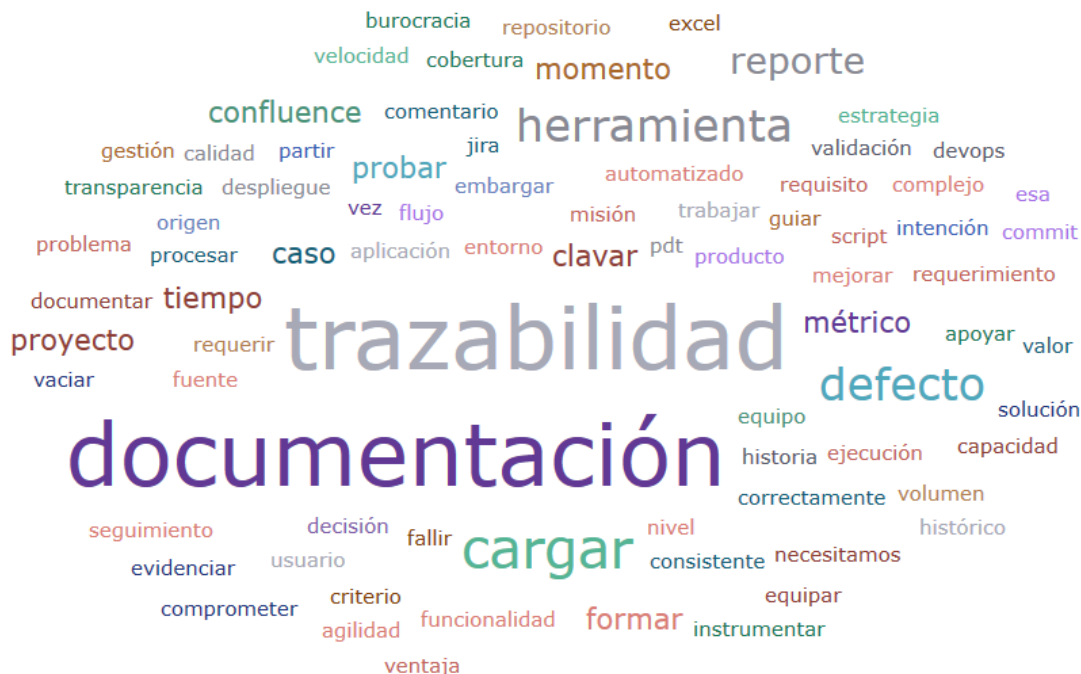 burocracia repositorio excel
velocidad cobertura momento reporte
confluence comentario herramienta estrategia
gestión calidad partir jira validación devops
transparencia despliegue probar embargar automatizado requisito complejo esa
origen vez flujo misión trabajar guiar script intención commit
problema procesar caso aplicación entorno clavar pdt producto mejorar requerimiento
documentar tiempo trazabilidad métrico apoyar valor
proyecto requerir
vaciar fuente defecto solución
documentación equipo historia ejecución capacidad
correctamente volumen
seguimiento decisión fallir cargar nivel histórico
evidenciar usuario consistente necesitamos
comprometer criterio funcionalidad formar equipar
agilidad instrumentar
ventaja